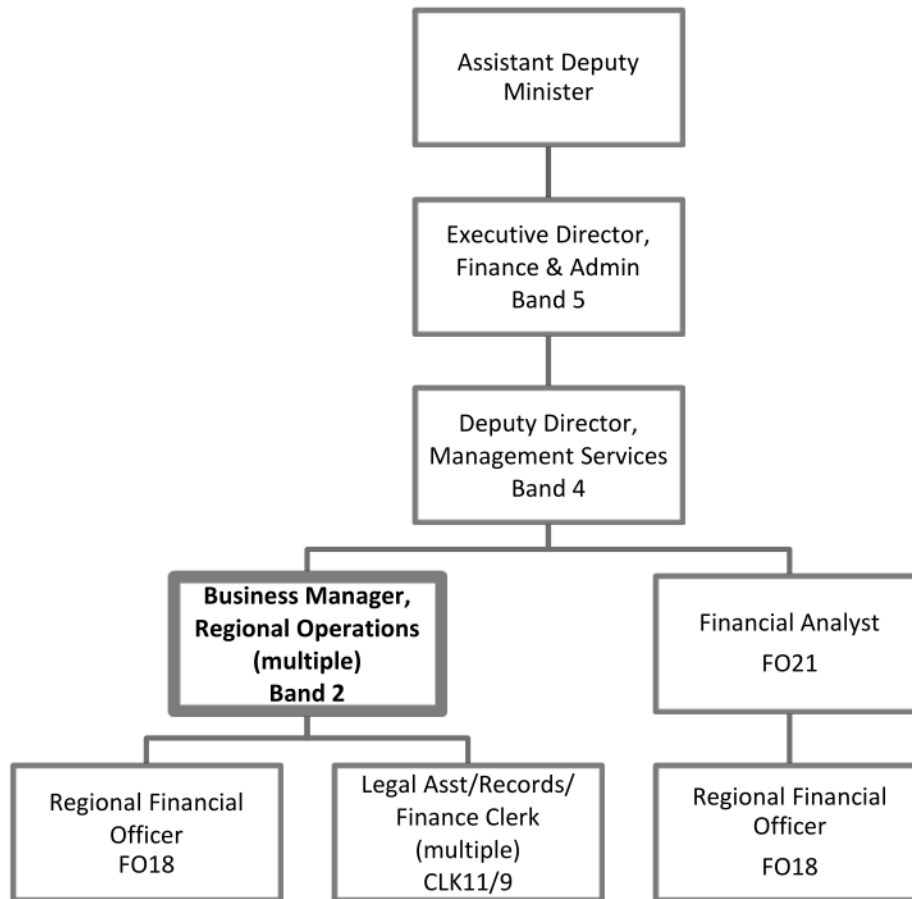 Assistant Deputy
Minister
Executive Director,
Finance & Admin
Band 5
Deputy Director,
Management Services
Band 4
Business Manager,
Regional Operations
(multiple)
Band 2
Financial Analyst
FO21
Regional Financial
Officer
FO18
Legal Asst/Records/
Finance Clerk
(multiple)
CLK11/9
Regional Financial
Officer
FO18